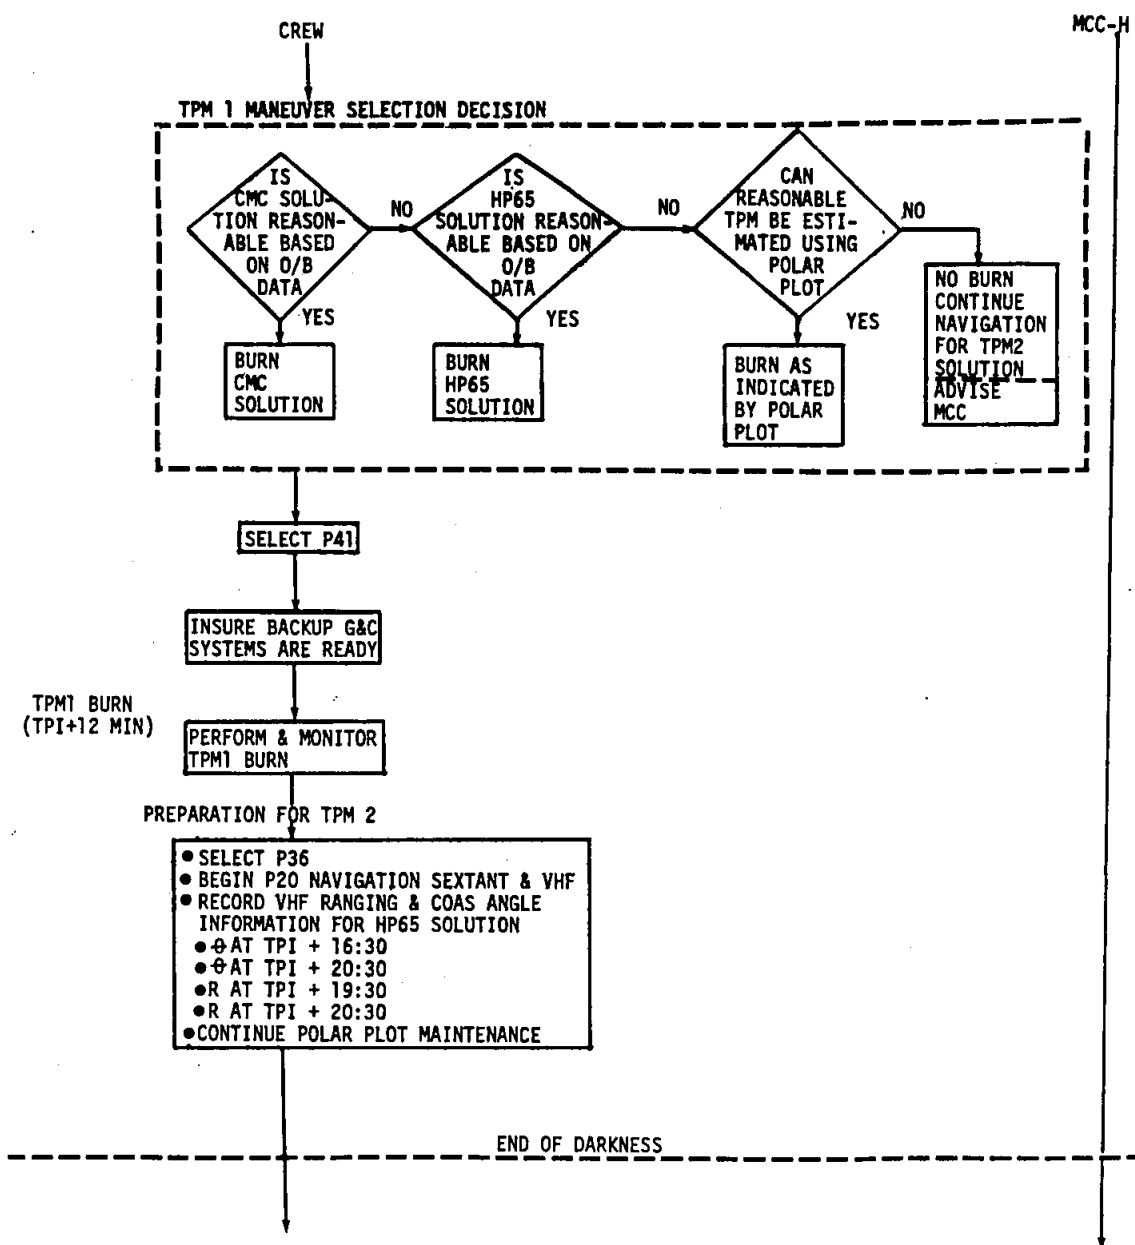 CREW
MCC-H
TPM 1 MANEUVER SELECTION DECISION
IS
CMC SOLU-
TION REASON-
ABLE BASED
ON O/B
DATA
NO
YES
BURN
CMC
SOLUTION
IS
HP65
SOLUTION REASON-
ABLE BASED ON
O/B
DATA
NO
YES
BURN
HP65
SOLUTION
CAN
REASONABLE
TPM BE ESTI-
MATED USING
POLAR
PLOT
NO
YES
BURN AS
INDICATED
BY POLAR
PLOT
NO BURN
CONTINUE
NAVIGATION
FOR TPM2
SOLUTION
ADVISE
MCC
SELECT P41
INSURE BACKUP G&C
SYSTEMS ARE READY
TPM1 BURN
(TPI+12 MIN)
PERFORM & MONITOR
TPM1 BURN
PREPARATION FOR TPM 2
●SELECT P36
●BEGIN P20 NAVIGATION SEXTANT & VHF
●RECORD VHF RANGING & COAS ANGLE
INFORMATION FOR HP65 SOLUTION
●θ AT TPI + 16:30
●θ AT TPI + 20:30
●R AT TPI + 19:30
●R AT TPI + 20:30
●CONTINUE POLAR PLOT MAINTENANCE
END OF DARKNESS